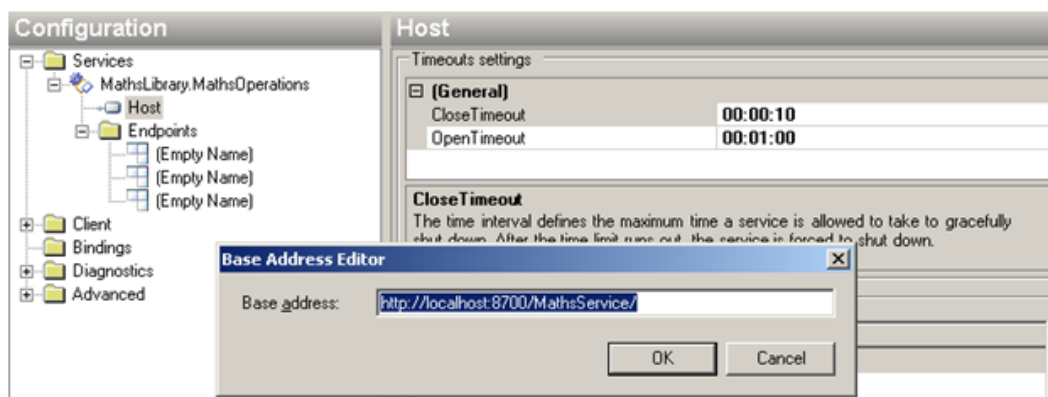 Configuration
Host
Services
MathsLibrary.MathsOperations
Host
Endpoints
(Empty Name)
(Empty Name)
(Empty Name)
Client
Bindings
Diagnostics
Advanced
Timeouts settings
(General)
CloseTimeout 00:00:10
OpenTimeout 00:01:00
CloseTimeout
The time interval defines the maximum time a service is allowed to take to gracefully
shut down. After the time limit runs out, the service is forced to shut down.
Base Address Editor
Base address: http://localhost:8700/MathsService/
OK Cancel